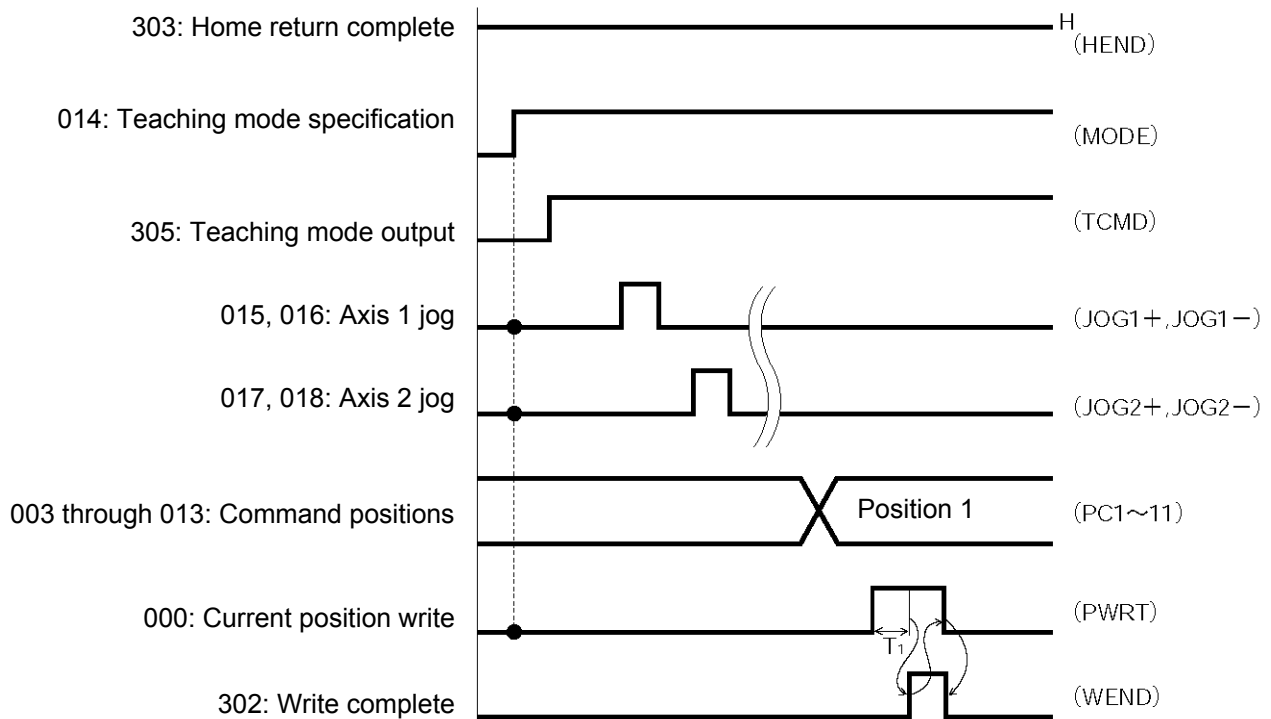 303: Home return complete
H
(HEND)
014: Teaching mode specification
(MODE)
305: Teaching mode output
(TCMD)
015, 016: Axis 1 jog
(JOG1+,JOG1−)
017, 018: Axis 2 jog
(JOG2+,JOG2−)
003 through 013: Command positions
Position 1
(PC1～11)
000: Current position write
T1
(PWRT)
302: Write complete
(WEND)